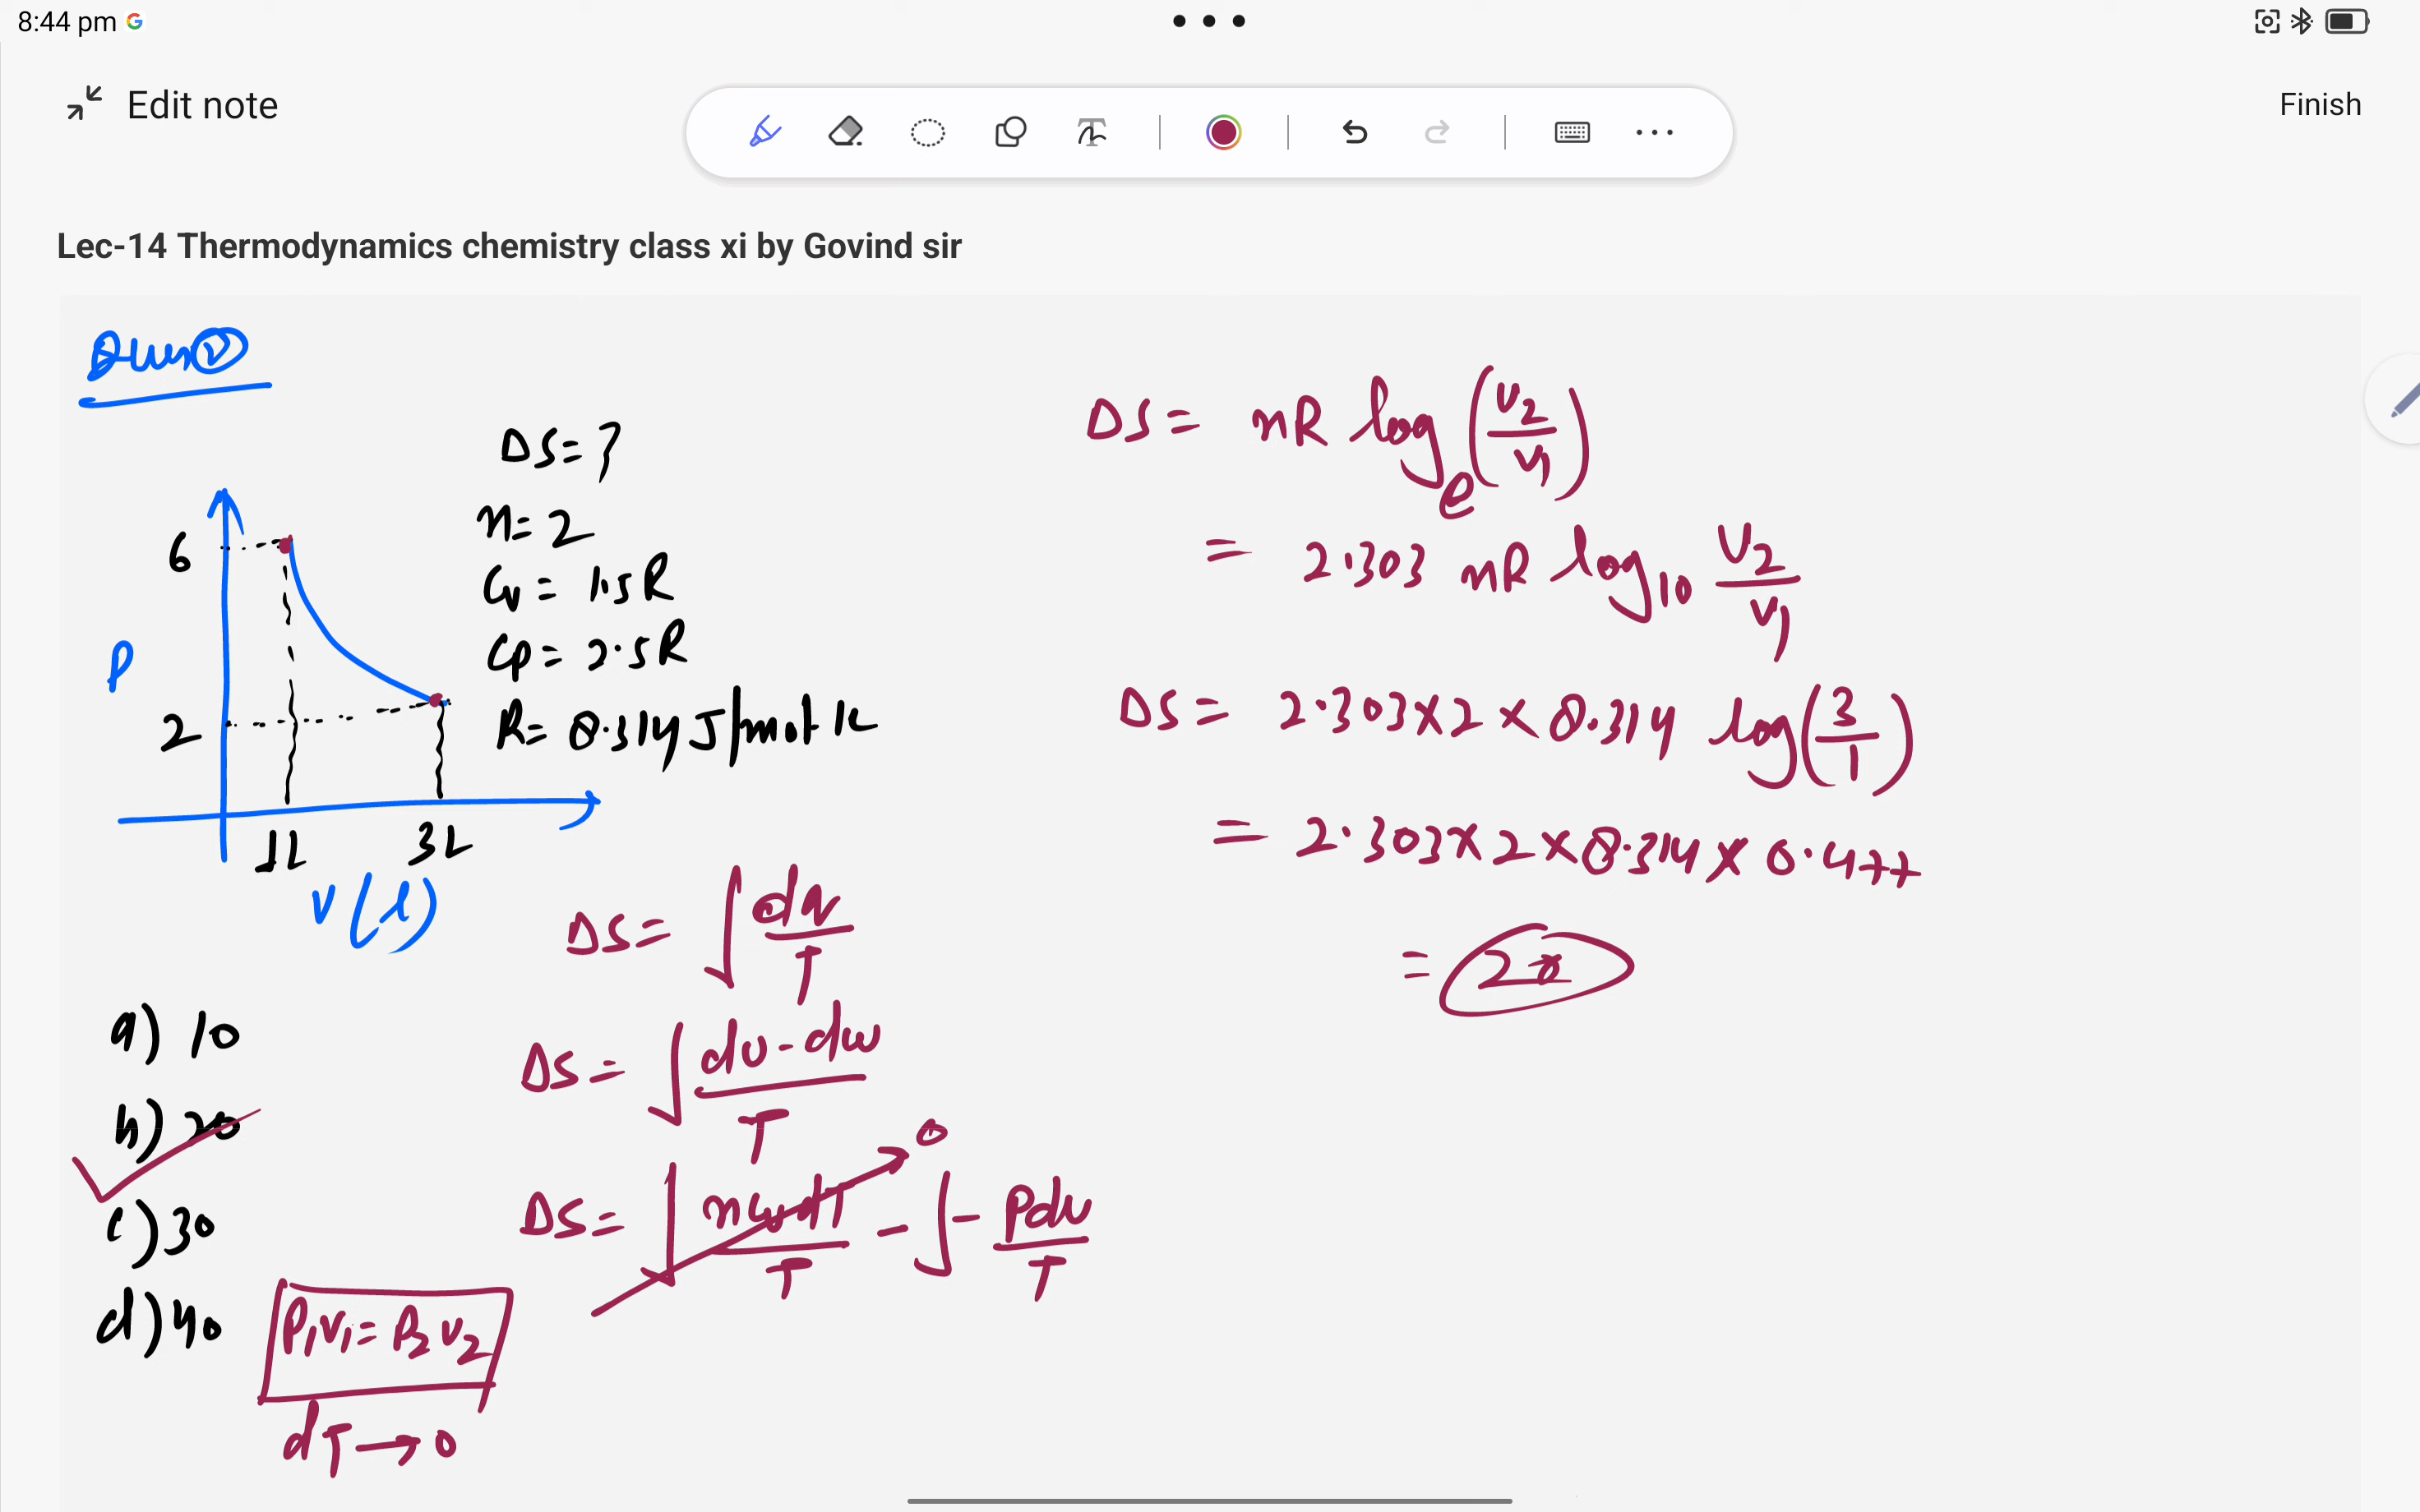 8:44 pm G
Edit note
Finish
Lec-14 Thermodynamics chemistry class xi by Govind sir
ΔS = ?
n = 2
Cv = 1.5R
Cp = 2.5R
R = 8.314 J/mol K
6
P
2
1L 3L
V(l)
a) 10
b) 20
c) 30
d) 40
P₁V₁ = P₂V₂
dT → 0
ΔS = ∫ dq/T
ΔS = ∫ (dU - dw)/T
ΔS = ∫ nCvdT/T - ∫ - Pdv/T
0
ΔS = nR logₑ (V₂/V₁)
= 2.303 nR log₁₀ V₂/V₁
ΔS = 2.303 × 2 × 8.314 log (3/1)
= 2.303 × 2 × 8.314 × 0.477